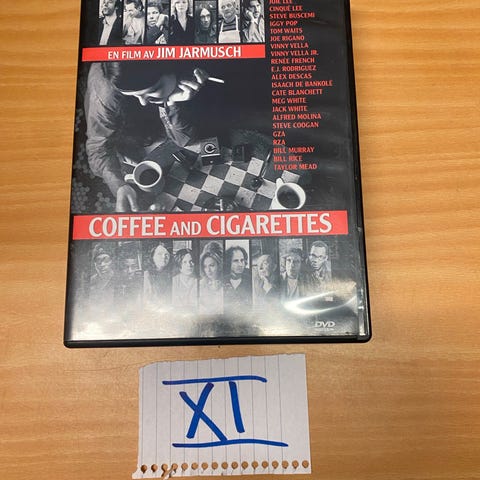 JOIE LEE
CINQUÉ LEE
STEVE BUSCEMI
IGGY POP
TOM WAITS
JOE RIGANO
VINNY VELLA
VINNY VELLA JR.
RENÉE FRENCH
E.J. RODRIGUEZ
ALEX DESCAS
ISAACH DE BANKOLÉ
CATE BLANCHETT
MEG WHITE
JACK WHITE
ALFRED MOLINA
STEVE COOGAN
GZA
RZA
BILL MURRAY
BILL RICE
TAYLOR MEAD
EN FILM AV JIM JARMUSCH
COFFEE AND CIGARETTES
DVD
XI